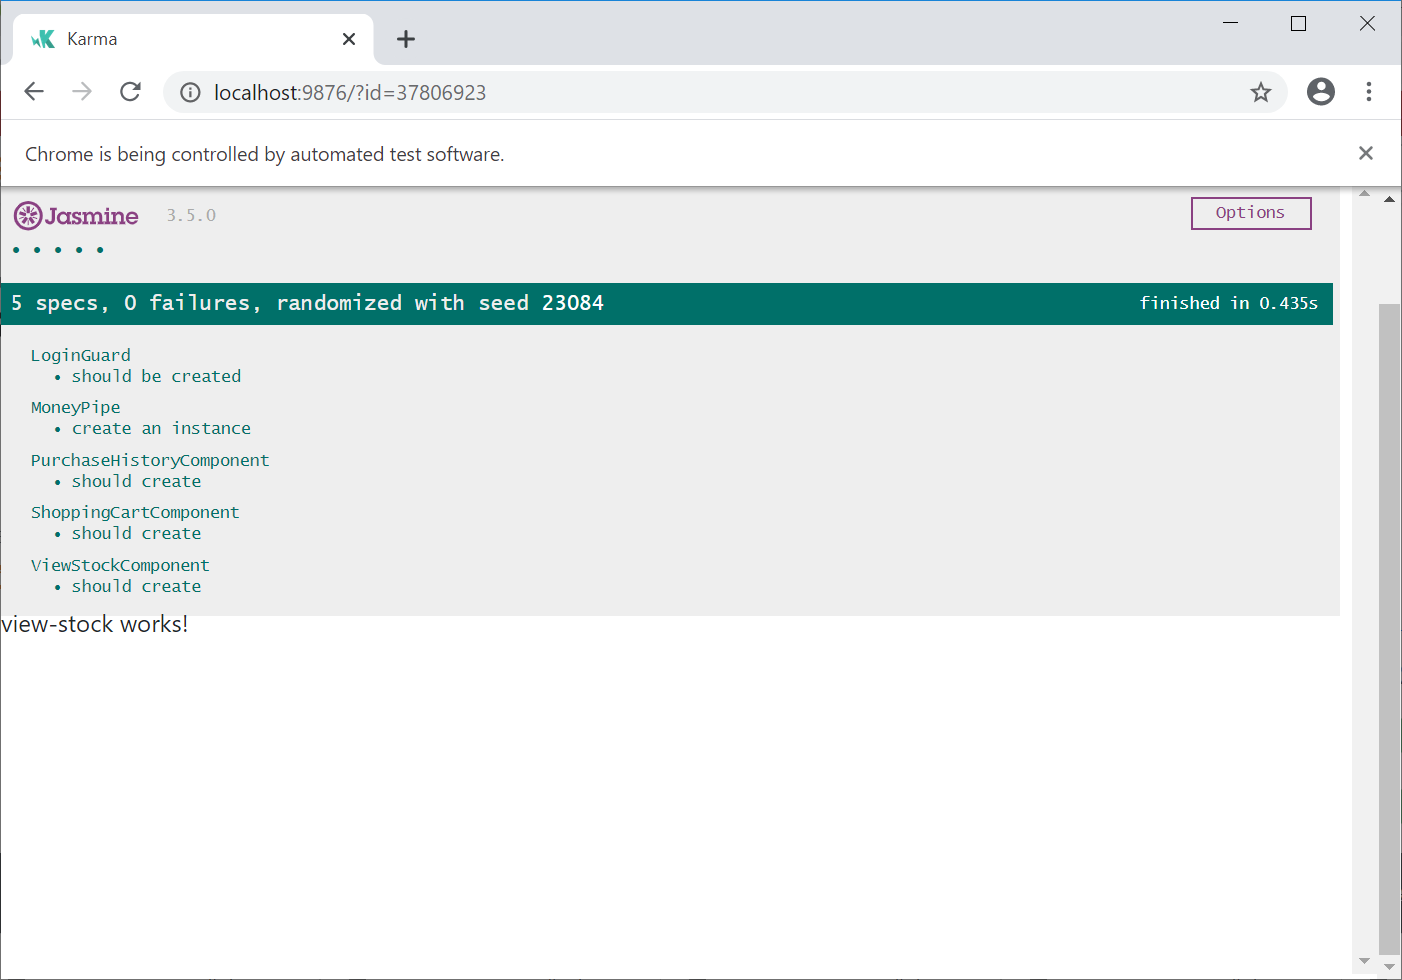 Karma
localhost:9876/?id=37806923
Chrome is being controlled by automated test software.
Jasmine 3.5.0 Options
• • • • •
5 specs, 0 failures, randomized with seed 23084 finished in 0.435s
LoginGuard
• should be created
MoneyPipe
• create an instance
PurchaseHistoryComponent
• should create
ShoppingCartComponent
• should create
ViewStockComponent
• should create
view-stock works!